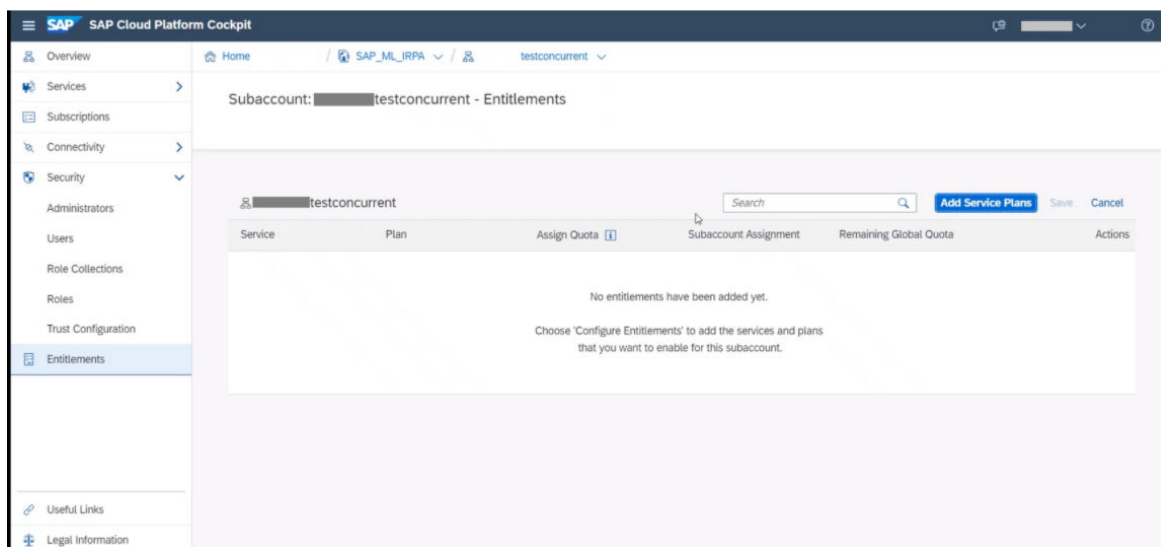 SAP SAP Cloud Platform Cockpit
Overview
Services
Subscriptions
Connectivity
Security
Administrators
Users
Role Collections
Roles
Trust Configuration
Entitlements
Useful Links
Legal Information
Home / SAP_ML_IRPA / testconcurrent
Subaccount: testconcurrent - Entitlements
testconcurrent Search Add Service Plans Save Cancel
Service Plan Assign Quota Subaccount Assignment Remaining Global Quota Actions
No entitlements have been added yet.
Choose 'Configure Entitlements' to add the services and plans
that you want to enable for this subaccount.